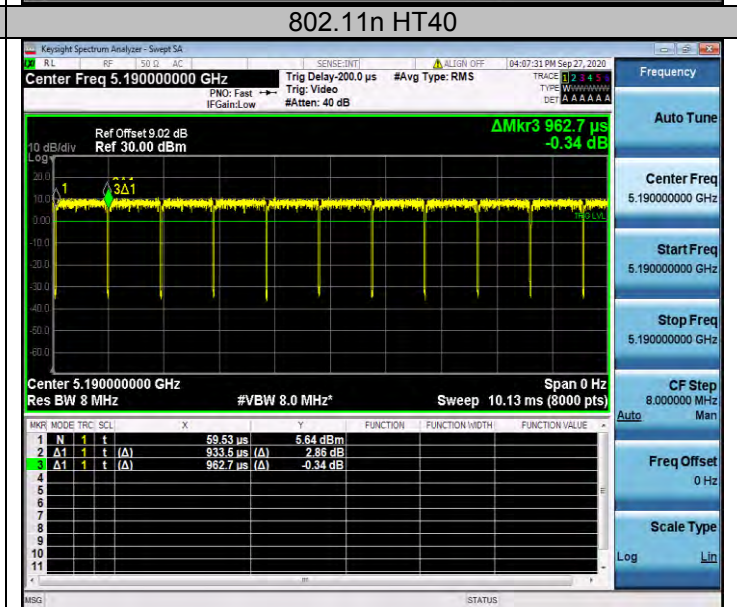 802.11n HT40
Keysight Spectrum Analyzer - Swept SA
RL RF 50 Ω AC SENSE:INT ALIGN OFF 04:07:31 PM Sep 27, 2020
Center Freq 5.190000000 GHz
PNO: Fast
IFGain:Low
Trig Delay-200.0 µs
Trig: Video
#Atten: 40 dB
#Avg Type: RMS
TRACE 1 2 3 4 5
TYPE W
DET A A A A A A
ΔMkr3 962.7 µs
-0.34 dB
Ref Offset 9.02 dB
10 dB/div Ref 30.00 dBm
Log
20.0
10.0
0.00
-10.0
-20.0
-30.0
-40.0
-50.0
-60.0
1
3Δ1
TRIG LVL
Center 5.190000000 GHz Span 0 Hz
Res BW 8 MHz #VBW 8.0 MHz* Sweep 10.13 ms (8000 pts)
MKR MODE TRC SCL X Y FUNCTION FUNCTION WIDTH FUNCTION VALUE
1 N 1 t 59.53 µs 5.64 dBm
2 Δ1 1 t (Δ) 933.5 µs (Δ) 2.86 dB
3 Δ1 1 t (Δ) 962.7 µs (Δ) -0.34 dB
4
5
6
7
8
9
10
11
MSG STATUS
Frequency
Auto Tune
Center Freq
5.190000000 GHz
Start Freq
5.190000000 GHz
Stop Freq
5.190000000 GHz
CF Step
8.000000 MHz
Auto Man
Freq Offset
0 Hz
Scale Type
Log Lin